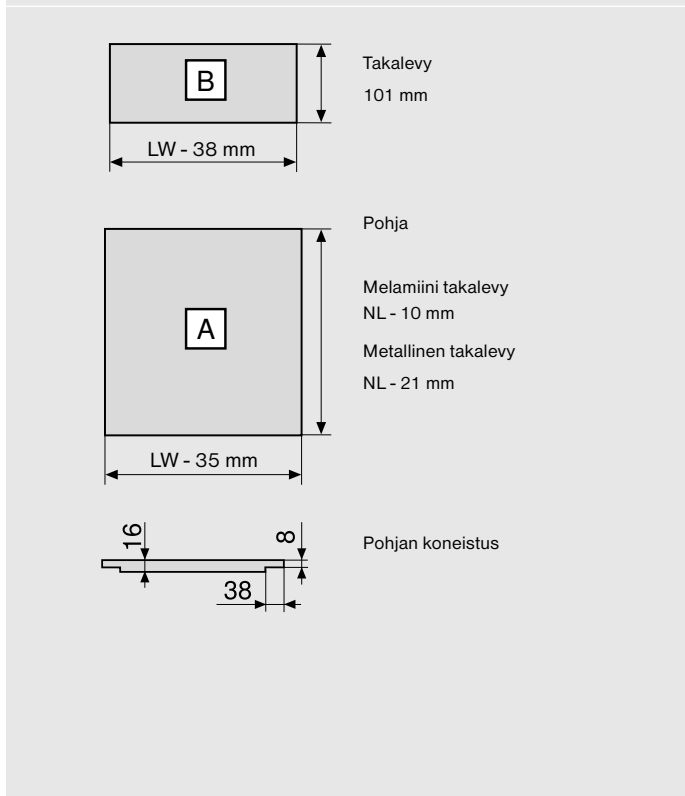 B
Takalevy
101 mm
LW - 38 mm
Pohja
Melamiini takalevy
NL - 10 mm
A
Metallinen takalevy
NL - 21 mm
LW - 35 mm
16
8
Pohjan koneistus
38